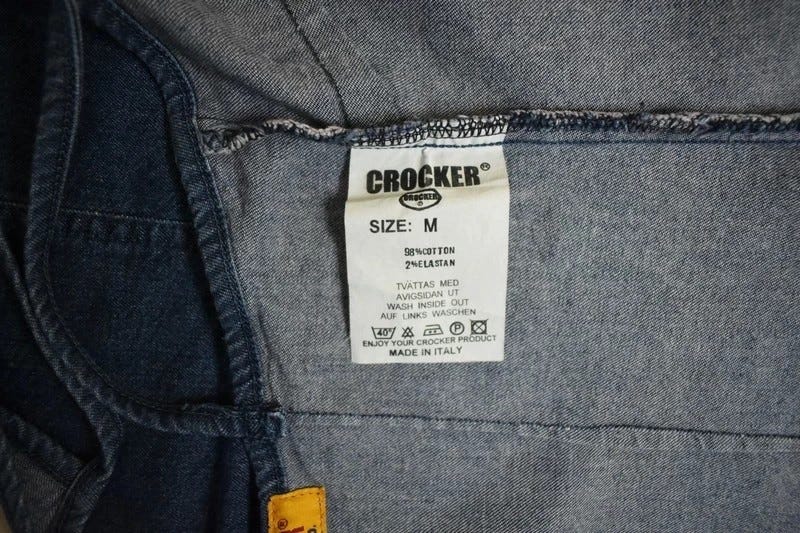 CROCKER®
CROCKER
®
SIZE: M
98%COTTON
2%ELASTAN
TVÄTTAS MED
AVIGSIDAN UT
WASH INSIDE OUT
AUF LINKS WASCHEN
40° P
ENJOY YOUR CROCKER PRODUCT
MADE IN ITALY
®